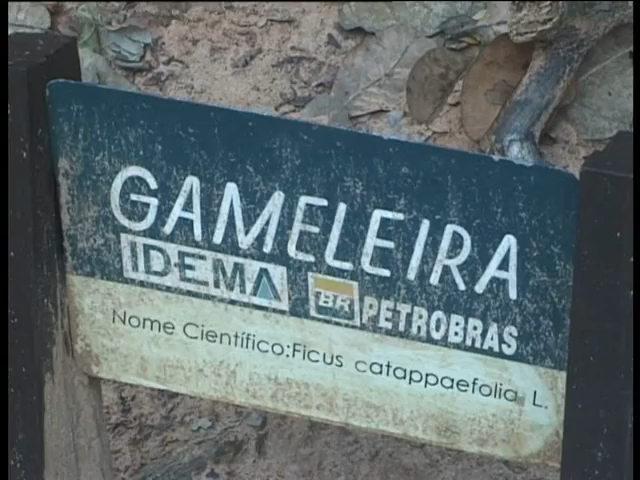 GAMELEIRA
IDEMA BR PETROBRAS
Nome Científico:Ficus catappaefolia L.